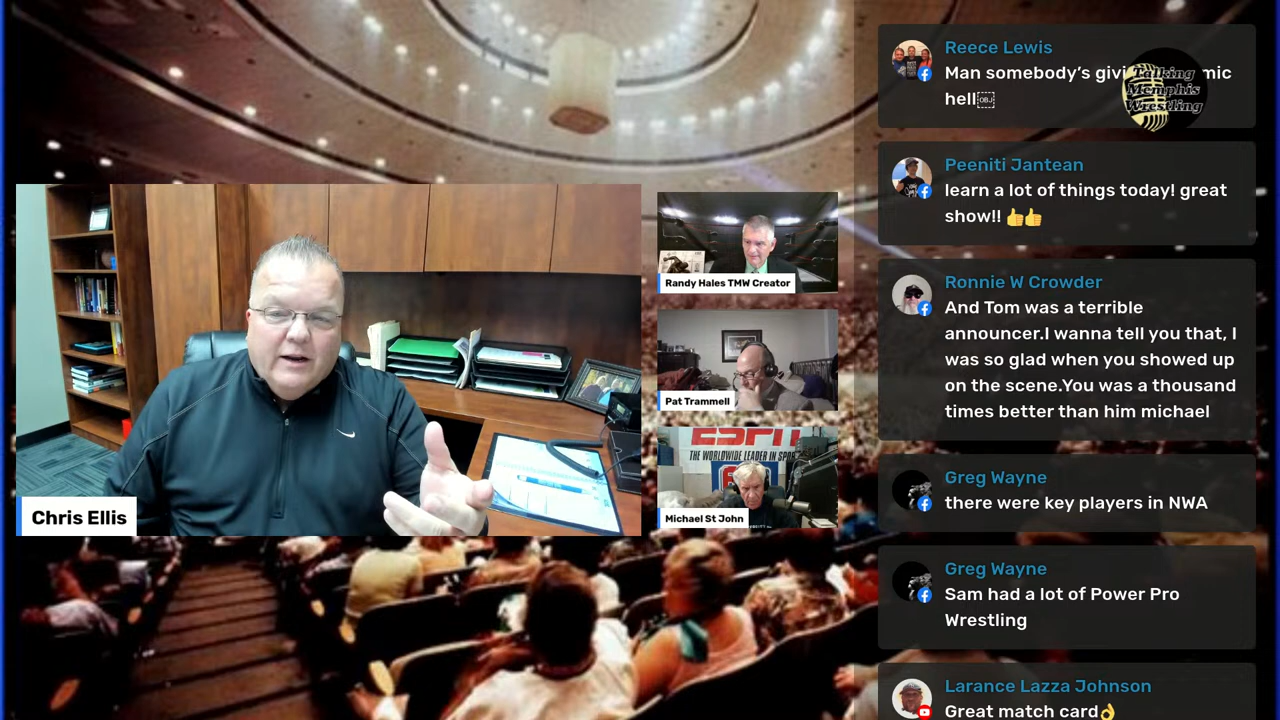 Reece Lewis
Man somebody's givi mic
hell
Talking
Memphis
Wrestling
Peeniti Jantean
learn a lot of things today! great
show!! 👍👍
Ronnie W Crowder
And Tom was a terrible
announcer.I wanna tell you that, I
was so glad when you showed up
on the scene.You was a thousand
times better than him michael
Greg Wayne
there were key players in NWA
Greg Wayne
Sam had a lot of Power Pro
Wrestling
Larance Lazza Johnson
Great match card👌
Chris Ellis
Randy Hales TMW Creator
Pat Trammell
ESPN
THE WORLDWIDE LEADER IN
Michael St John